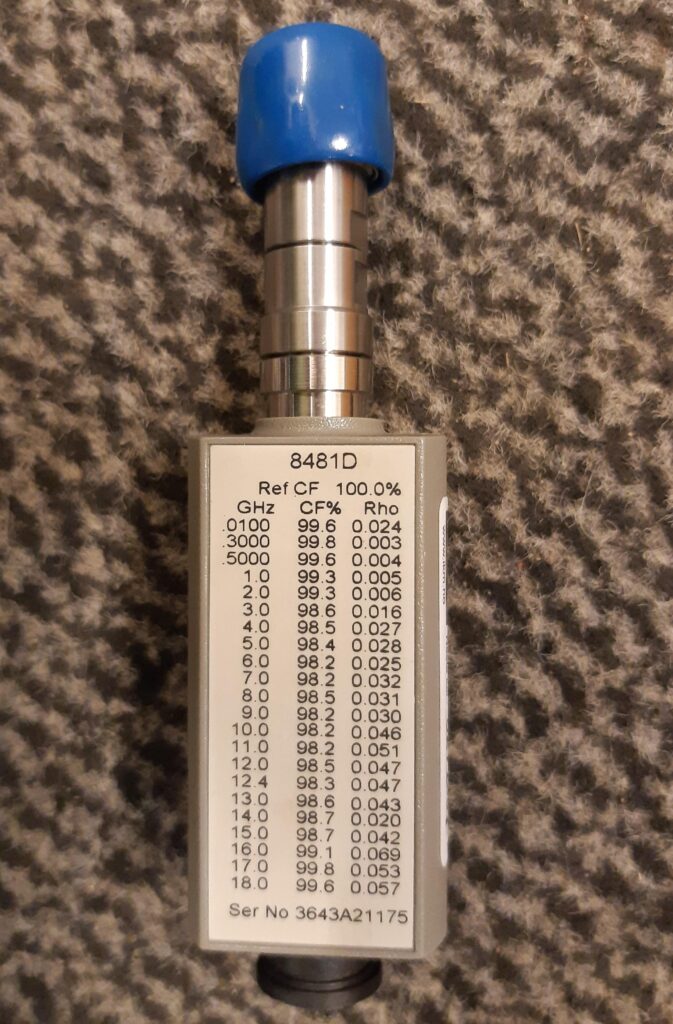 8481D
Ref CF 100.0%
GHz CF% Rho
.0100 99.6 0.024
.3000 99.8 0.003
.5000 99.6 0.004
1.0 99.3 0.005
2.0 99.3 0.006
3.0 98.6 0.016
4.0 98.5 0.027
5.0 98.4 0.028
6.0 98.2 0.025
7.0 98.2 0.032
8.0 98.5 0.031
9.0 98.2 0.030
10.0 98.2 0.046
11.0 98.2 0.051
12.0 98.5 0.047
12.4 98.3 0.047
13.0 98.6 0.043
14.0 98.7 0.020
15.0 98.7 0.042
16.0 99.1 0.069
17.0 99.8 0.053
18.0 99.6 0.057
Ser No 3643A21175